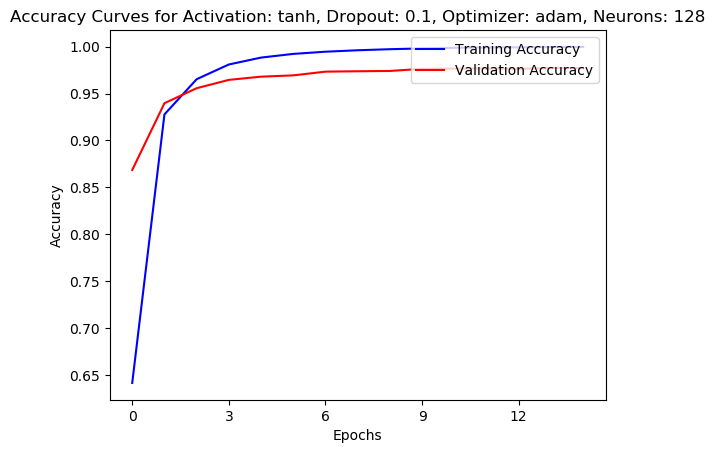 Accuracy Curves for Activation: tanh, Dropout: 0.1, Optimizer: adam, Neurons: 128
Training Accuracy
Validation Accuracy
1.00
0.95
0.90
0.85
0.80
0.75
0.70
0.65
Accuracy
0 3 6 9 12
Epochs